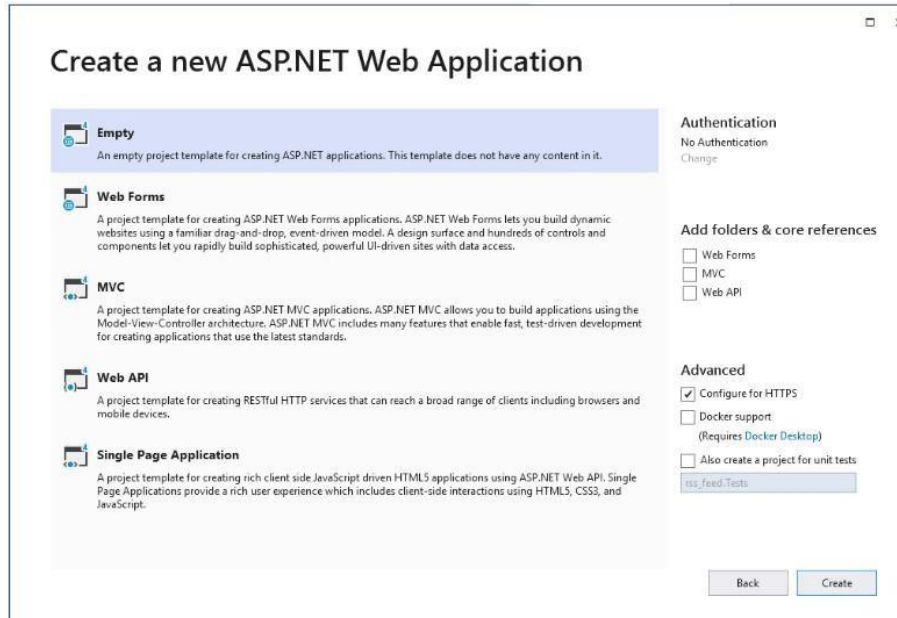 Create a new ASP.NET Web Application
Empty
An empty project template for creating ASP.NET applications. This template does not have any content in it.
Web Forms
A project template for creating ASP.NET Web Forms applications. ASP.NET Web Forms lets you build dynamic
websites using a familiar drag-and-drop, event-driven model. A design surface and hundreds of controls and
components let you rapidly build sophisticated, powerful UI-driven sites with data access.
MVC
A project template for creating ASP.NET MVC applications. ASP.NET MVC allows you to build applications using the
Model-View-Controller architecture. ASP.NET MVC includes many features that enable fast, test-driven development
for creating applications that use the latest standards.
Web API
A project template for creating RESTful HTTP services that can reach a broad range of clients including browsers and
mobile devices.
Single Page Application
A project template for creating rich client side JavaScript driven HTML5 applications using ASP.NET Web API. Single
Page Applications provide a rich user experience which includes client-side interactions using HTML5, CSS3, and
JavaScript.
Authentication
No Authentication
Change
Add folders & core references
Web Forms
MVC
Web API
Advanced
Configure for HTTPS
Docker support
(Requires Docker Desktop)
Also create a project for unit tests
rss_feed.Tests
Back
Create